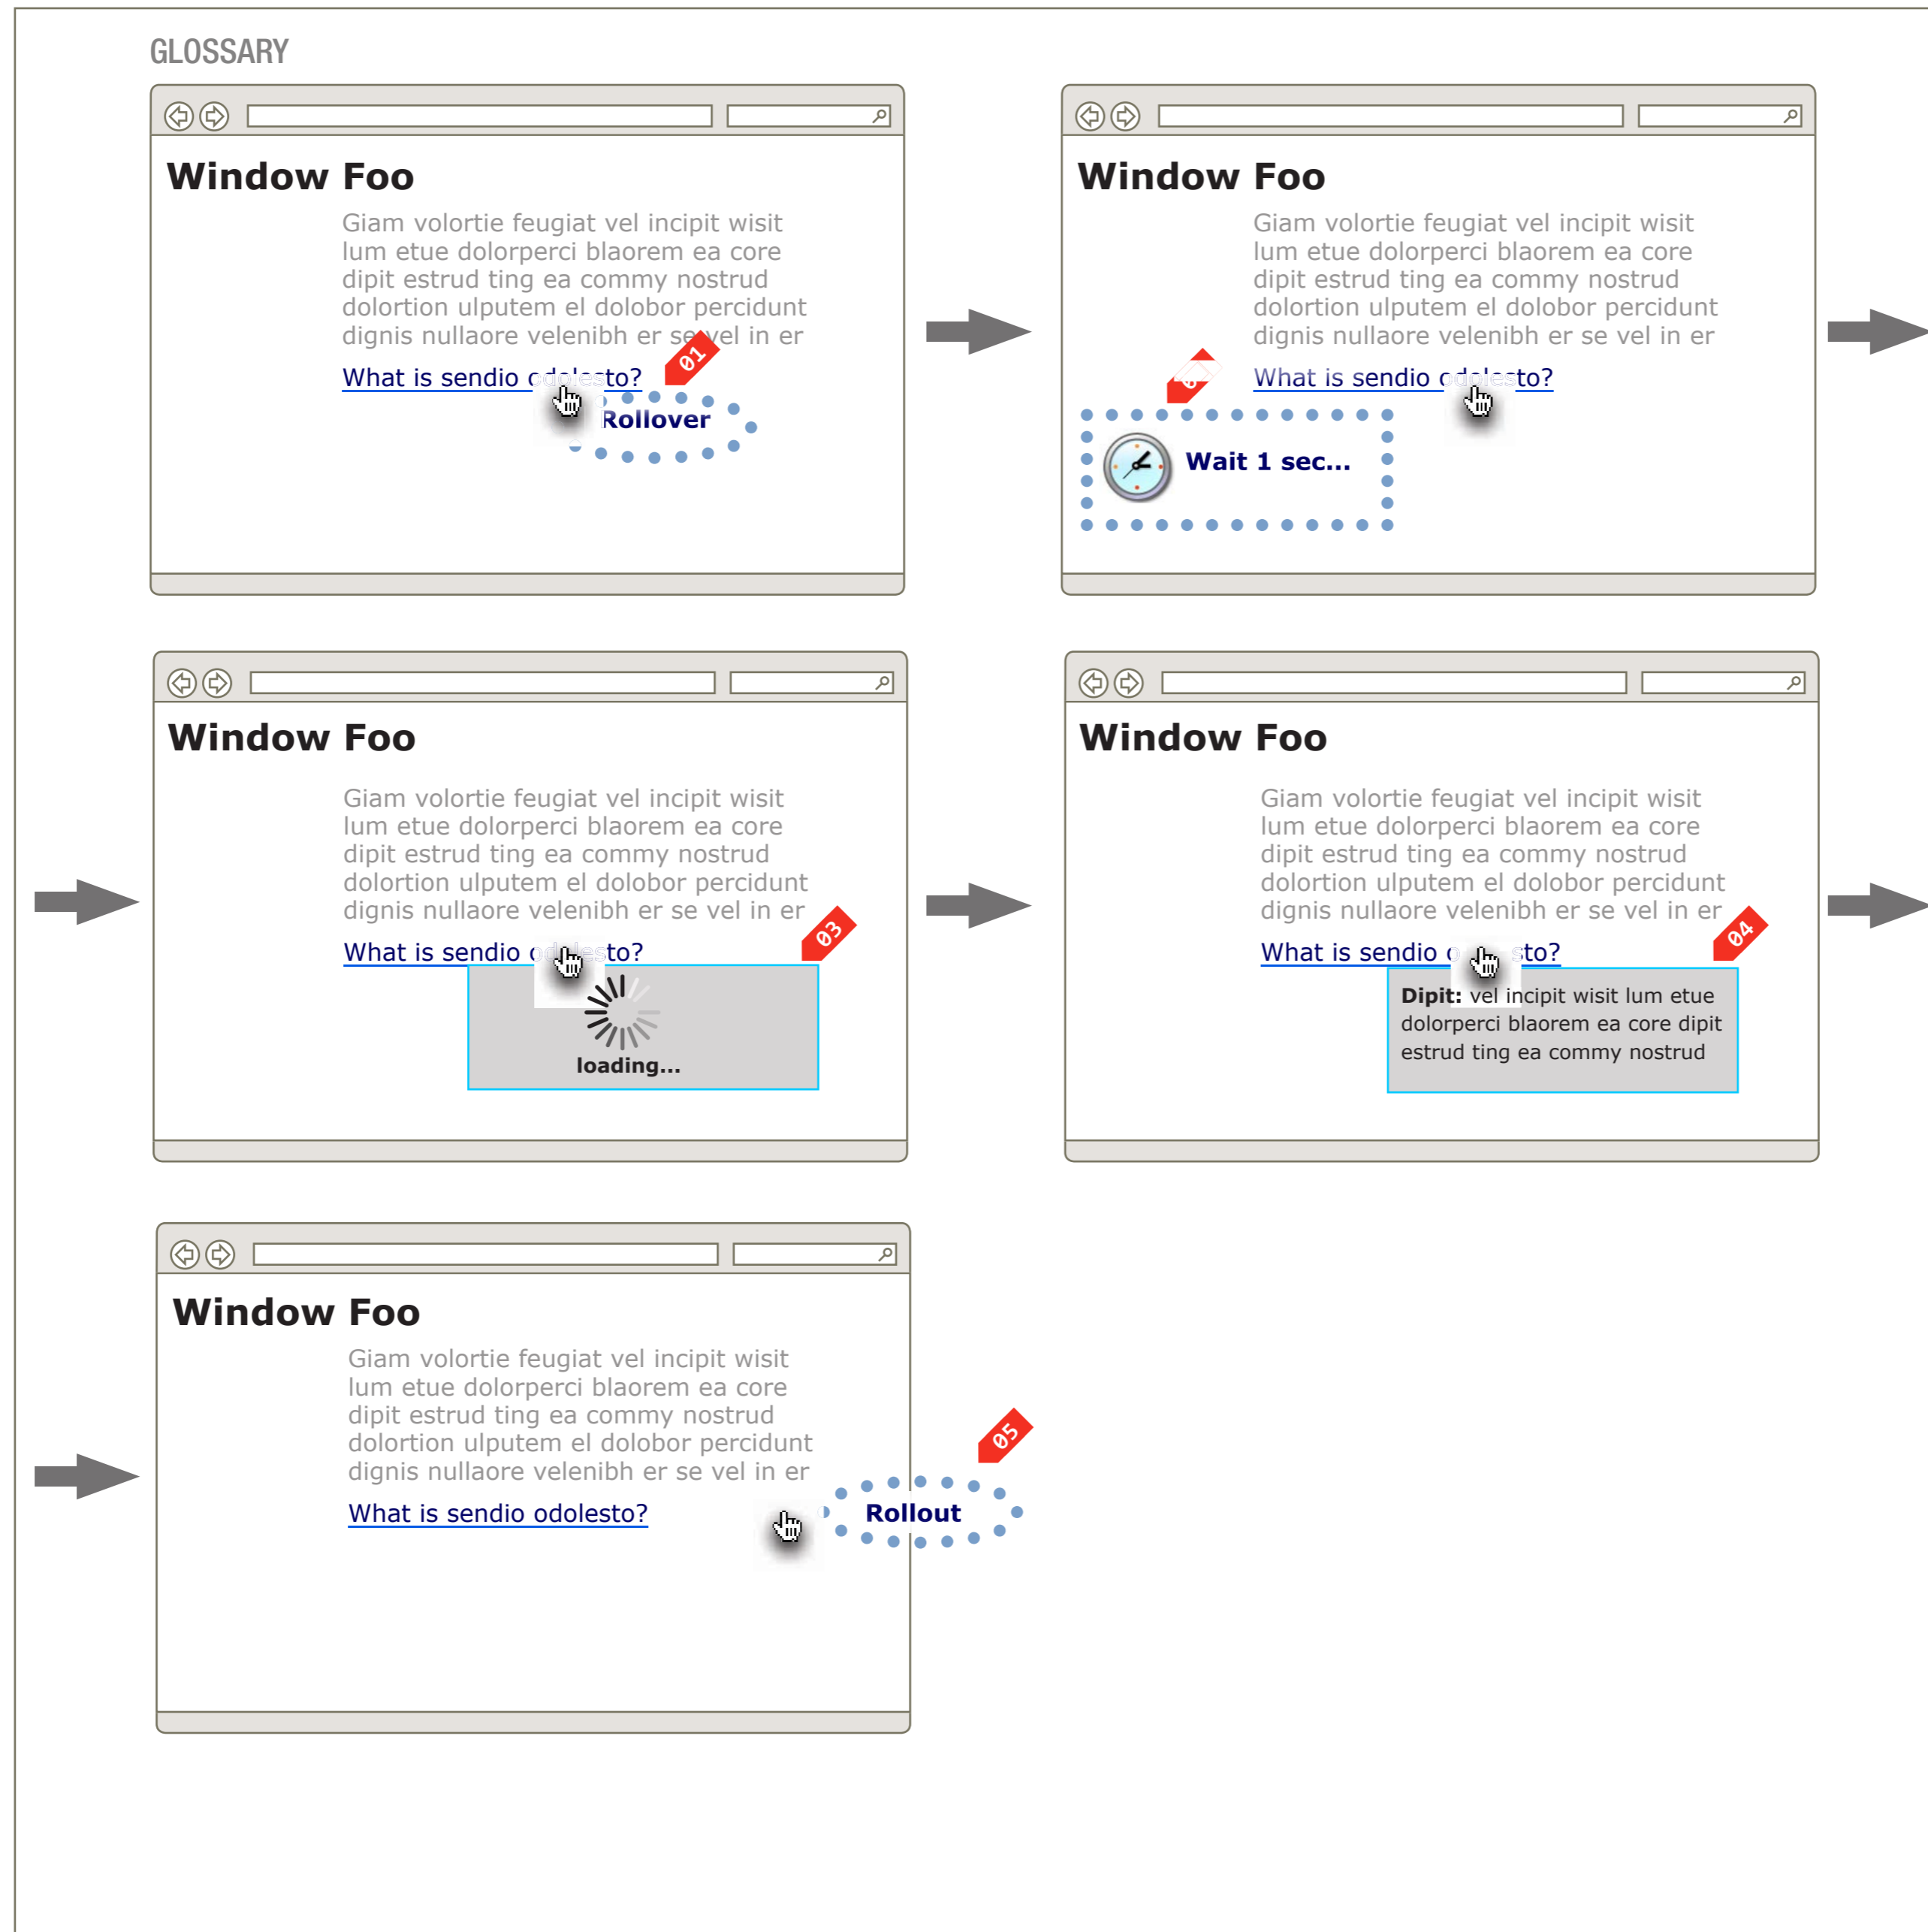 GLOSSARY
Window Foo
Giam volortie feugiat vel incipit wisit
lum etue dolorperci blaorem ea core
dipit estrud ting ea commy nostrud
dolortion ulputem el dolobor percidunt
dignis nullaore velenibh er se vel in er
01
What is sendio odolesto?
Rollover
Window Foo
Giam volortie feugiat vel incipit wisit
lum etue dolorperci blaorem ea core
dipit estrud ting ea commy nostrud
dolortion ulputem el dolobor percidunt
dignis nullaore velenibh er se vel in er
What is sendio odolesto?
Wait 1 sec...
Window Foo
Giam volortie feugiat vel incipit wisit
lum etue dolorperci blaorem ea core
dipit estrud ting ea commy nostrud
dolortion ulputem el dolobor percidunt
dignis nullaore velenibh er se vel in er
03
What is sendio odolesto?
loading...
Window Foo
Giam volortie feugiat vel incipit wisit
lum etue dolorperci blaorem ea core
dipit estrud ting ea commy nostrud
dolortion ulputem el dolobor percidunt
dignis nullaore velenibh er se vel in er
04
What is sendio
Dipit: vel incipit wisit lum etue
dolorperci blaorem ea core dipit
estrud ting ea commy nostrud
Window Foo
Giam volortie feugiat vel incipit wisit
lum etue dolorperci blaorem ea core
dipit estrud ting ea commy nostrud
dolortion ulputem el dolobor percidunt
dignis nullaore velenibh er se vel in er
05
What is sendio odolesto?
Rollout